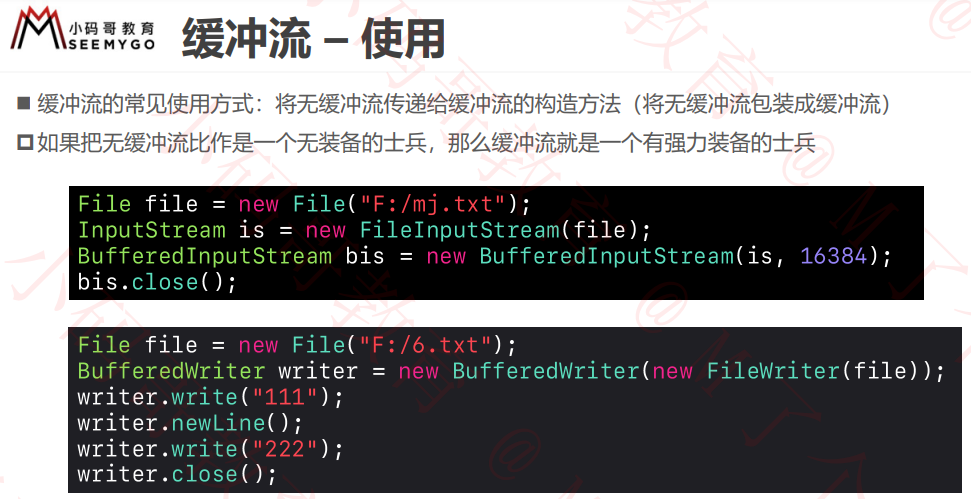 小码哥教育
SEEMYGO
缓冲流 – 使用
■ 缓冲流的常见使用方式：将无缓冲流传递给缓冲流的构造方法（将无缓冲流包装成缓冲流）
如果把无缓冲流比作是一个无装备的士兵，那么缓冲流就是一个有强力装备的士兵
File file = new File("F:/mj.txt");
InputStream is = new FileInputStream(file);
BufferedInputStream bis = new BufferedInputStream(is, 16384);
bis.close();
File file = new File("F:/6.txt");
BufferedWriter writer = new BufferedWriter(new FileWriter(file));
writer.write("111");
writer.newLine();
writer.write("222");
writer.close();